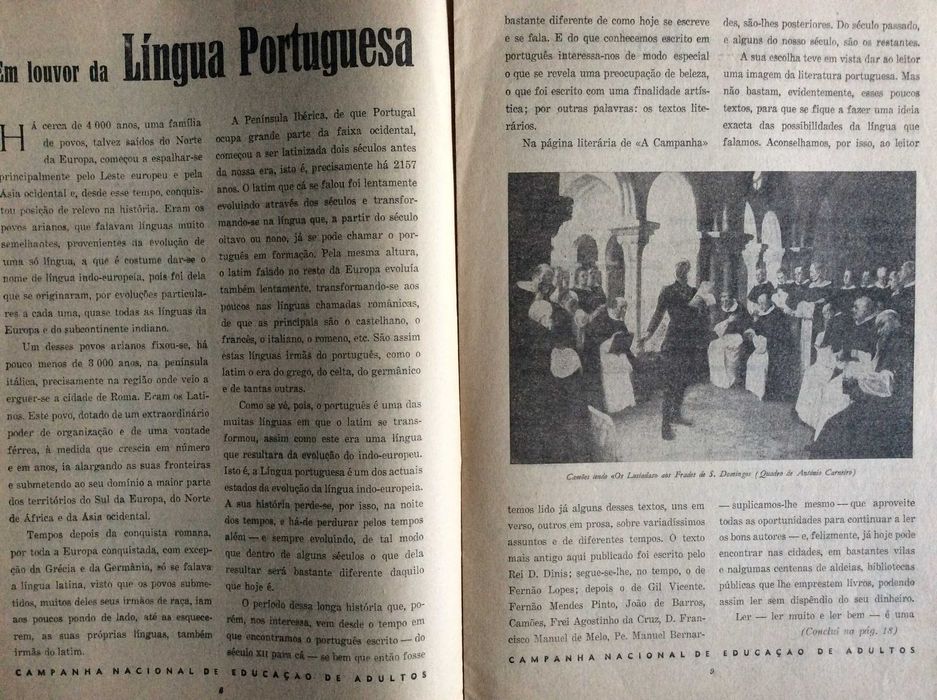 Em louvor da Língua Portuguesa
HÁ cerca de 4 000 anos, uma família
de povos, talvez saídos do Norte
da Europa, começou a espalhar-se
principalmente pelo Leste europeu e pela
Ásia ocidental e, desde esse tempo, conquis-
tou posição de relevo na história. Eram os
povos arianos, que falavam línguas muito
semelhantes, provenientes da evolução de
uma só língua, a que é costume dar-se o
nome de língua indo-europeia, pois foi dela
que se originaram, por evoluções particula-
res a cada uma, quase todas as línguas da
Europa e do subcontinente indiano.
Um desses povos arianos fixou-se, há
pouco menos de 3 000 anos, na península
itálica, precisamente na região onde veio a
erguer-se a cidade de Roma. Eram os Lati-
nos. Este povo, dotado de um extraordinário
poder de organização e de uma vontade
férrea, à medida que crescia em número
e em anos, ia alargando as suas fronteiras
e submetendo ao seu domínio a maior parte
dos territórios do Sul da Europa, do Norte
de África e da Ásia ocidental.
Tempos depois da conquista romana,
por toda a Europa conquistada, com excep-
ção da Grécia e da Germânia, só se falava
a língua latina, visto que os povos subme-
tidos, muitos deles seus irmãos de raça, iam
aos poucos pondo de lado, até as esquece-
rem, as suas próprias línguas, também
irmãs do latim.
A Península Ibérica, de que Portugal
ocupa grande parte da faixa ocidental,
começou a ser latinizada dois séculos antes
da nossa era, isto é, precisamente há 2157
anos. O latim que cá se falou foi lentamente
evoluindo através dos séculos e transfor-
mando-se na língua que, a partir do século
oitavo ou nono, já se pode chamar o por-
tuguês em formação. Pela mesma altura,
o latim falado no resto da Europa evoluía
também lentamente, transformando-se aos
poucos nas línguas chamadas românicas,
de que as principais são o castelhano, o
francês, o italiano, o romeno, etc. São assim
estas línguas irmãs do português, como o
latim o era do grego, do celta, do germânico
e de tantas outras.
Como se vê, pois, o português é uma das
muitas línguas em que o latim se trans-
formou, assim como este era uma língua
que resultara da evolução do indo-europeu.
Isto é, a Língua portuguesa é um dos actuais
estados da evolução da língua indo-europeia.
A sua história perde-se, por isso, na noite
dos tempos, e há-de perdurar pelos tempos
além — e sempre evoluindo, de tal modo
que dentro de alguns séculos o que dela
resultar será bastante diferente daquilo
que hoje é.
O período dessa longa história que, po-
rém, nos interessa, vem desde o tempo em
que encontramos o português escrito — do
século XII para cá — se bem que então fosse
CAMPANHA NACIONAL DE EDUCAÇÃO DE ADULTOS
8
bastante diferente de como hoje se escreve
e se fala. E do que conhecemos escrito em
português interessa-nos de modo especial
o que se revela uma preocupação de beleza,
o que foi escrito com uma finalidade artís-
tica; por outras palavras: os textos lite-
rários.
Na página literária de «A Campanha»
des, são-lhes posteriores. Do século passado,
e alguns do nosso século, são os restantes.
A sua escolha teve em vista dar ao leitor
uma imagem da literatura portuguesa. Mas
não bastam, evidentemente, esses poucos
textos, para que se fique a fazer uma ideia
exacta das possibilidades da língua que
falamos. Aconselhamos, por isso, ao leitor
Camões lendo «Os Lusíadas» aos Frades de S. Domingos (Quadro de António Carneiro)
temos lido já alguns desses textos, uns em
verso, outros em prosa, sobre variadíssimos
assuntos e de diferentes tempos. O texto
mais antigo aqui publicado foi escrito pelo
Rei D. Dinis; segue-se-lhe, no tempo, o de
Fernão Lopes; depois o de Gil Vicente.
Fernão Mendes Pinto, João de Barros,
Camões, Frei Agostinho da Cruz, D. Fran-
cisco Manuel de Melo, Pe. Manuel Bernar-
— suplicamos-lhe mesmo — que aproveite
todas as oportunidades para continuar a ler
os bons autores — e, felizmente, já hoje pode
encontrar nas cidades, em bastantes vilas
e nalgumas centenas de aldeias, bibliotecas
públicas que lhe emprestem livros, podendo
assim ler sem dispêndio do seu dinheiro.
Ler — ler muito e ler bem — é uma
(Conclui na pág. 18)
CAMPANHA NACIONAL DE EDUCAÇÃO DE ADULTOS
9